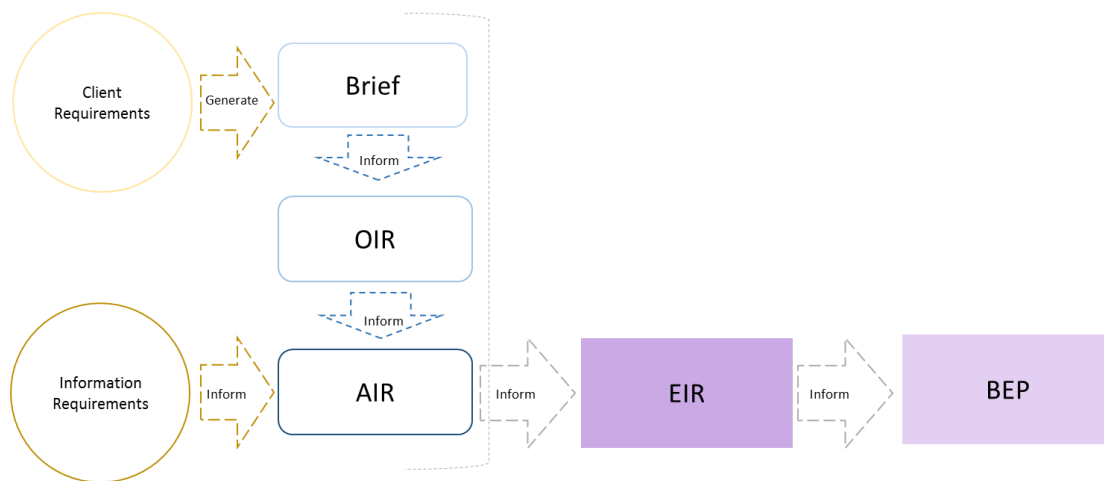 Client
Requirements
Generate
Brief
Inform
OIR
Inform
Information
Requirements
Inform
AIR
Inform
EIR
Inform
BEP